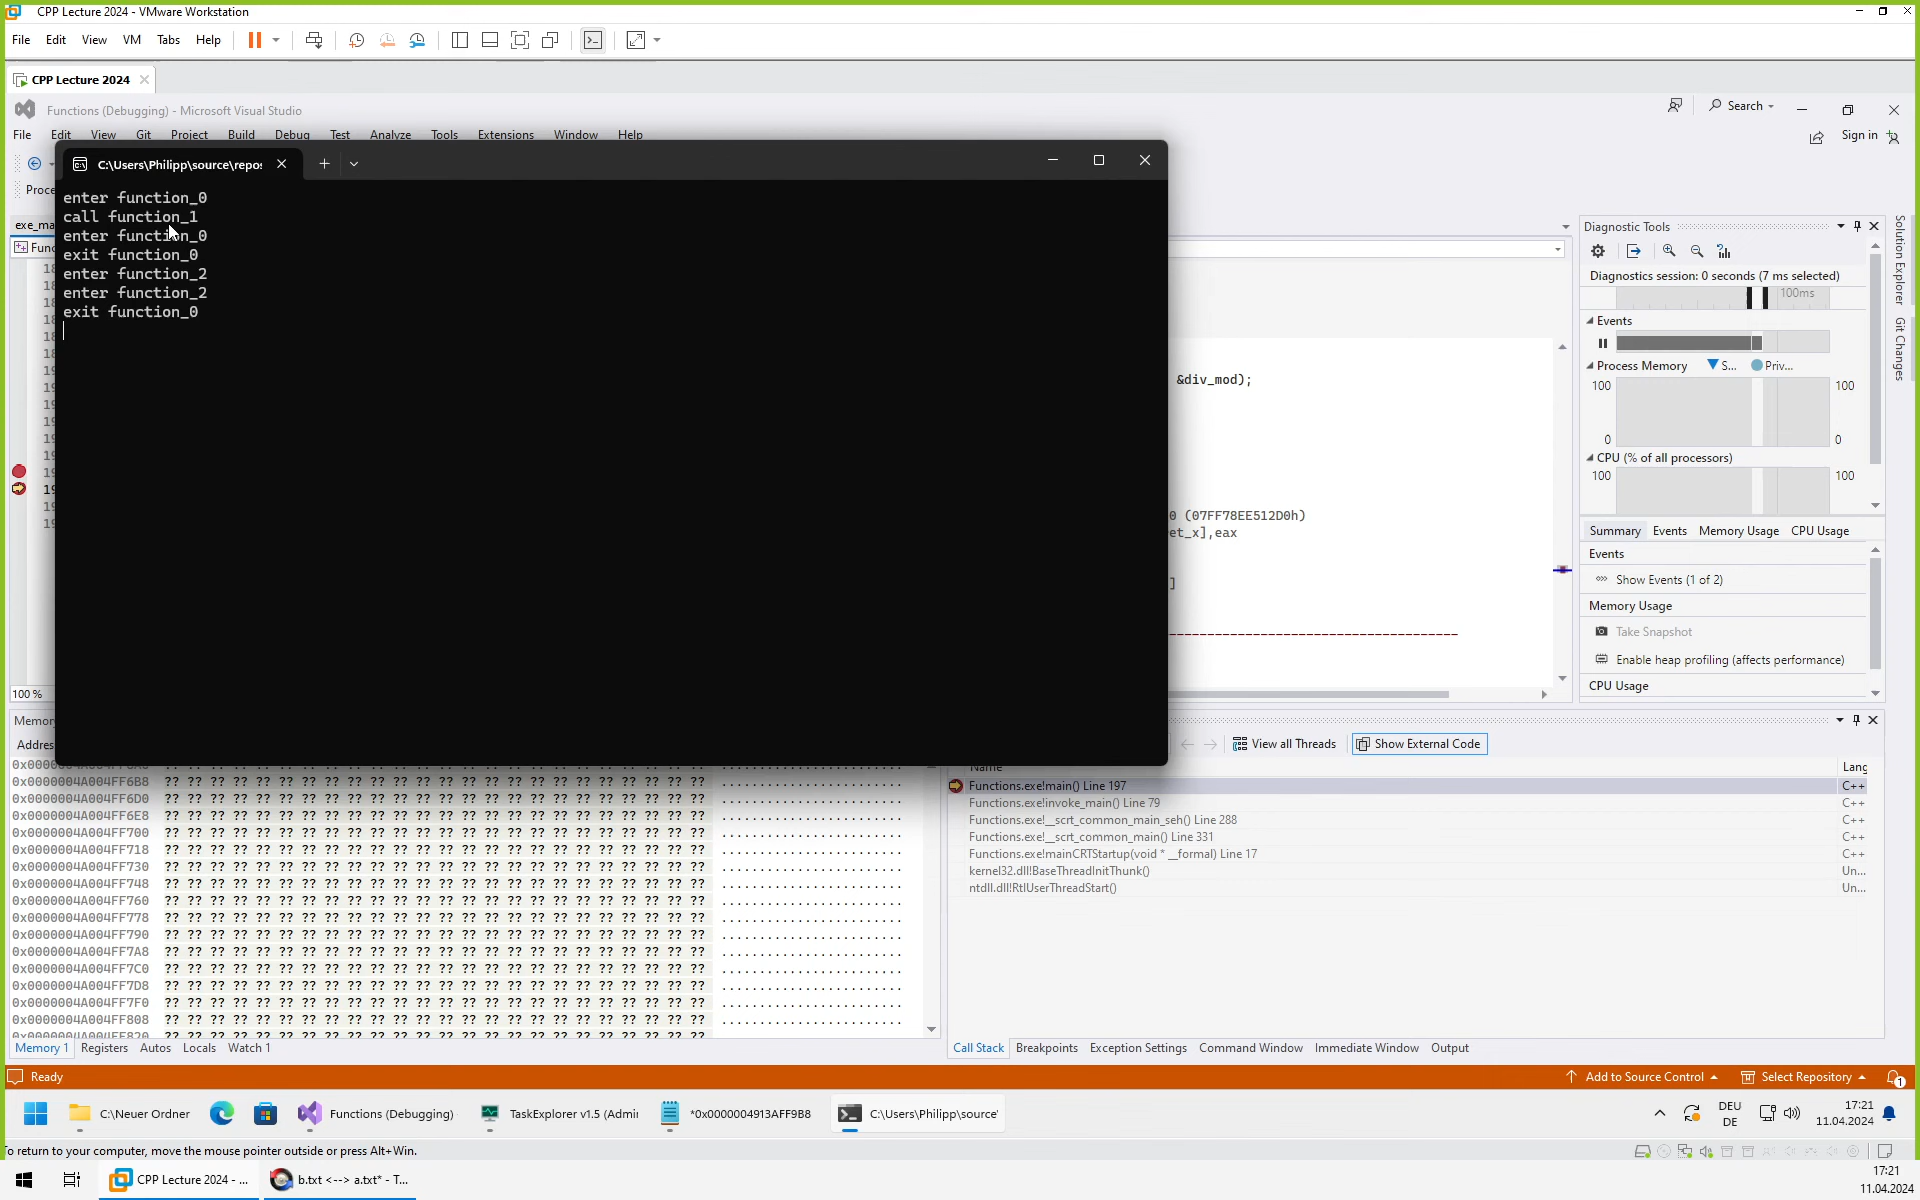 CPP Lecture 2024 - VMware Workstation
File Edit View VM Tabs Help
CPP Lecture 2024
Functions (Debugging) - Microsoft Visual Studio
Search
File Edit View Git Project Build Debug Test Analyze Tools Extensions Window Help
Sign in
C:\Users\Philipp\source\repo
Proce
enter function_0
call function_1
enter function_0
exit function_0
enter function_2
enter function_2
exit function_0
exe_ma
Func
&div_mod);
0 (07FF78EE512D0h)
et_x],eax
]
100 %
Diagnostic Tools
Diagnostics session: 0 seconds (7 ms selected)
100ms
Events
Process Memory S... Priv...
100 100
0 0
CPU (% of all processors)
100 100
Summary Events Memory Usage CPU Usage
Events
Show Events (1 of 2)
Memory Usage
Take Snapshot
Enable heap profiling (affects performance)
CPU Usage
Solution Explorer
Git Changes
Memory
Addres
0x0000004A004FF6B8 ?? ?? ?? ?? ?? ?? ?? ?? ?? ?? ?? ?? ?? ?? ?? ?? ?? ?? ?? ?? ?? ?? ?? ?? ........................
0x0000004A004FF6D0 ?? ?? ?? ?? ?? ?? ?? ?? ?? ?? ?? ?? ?? ?? ?? ?? ?? ?? ?? ?? ?? ?? ?? ?? ........................
0x0000004A004FF6E8 ?? ?? ?? ?? ?? ?? ?? ?? ?? ?? ?? ?? ?? ?? ?? ?? ?? ?? ?? ?? ?? ?? ?? ?? ........................
0x0000004A004FF700 ?? ?? ?? ?? ?? ?? ?? ?? ?? ?? ?? ?? ?? ?? ?? ?? ?? ?? ?? ?? ?? ?? ?? ?? ........................
0x0000004A004FF718 ?? ?? ?? ?? ?? ?? ?? ?? ?? ?? ?? ?? ?? ?? ?? ?? ?? ?? ?? ?? ?? ?? ?? ?? ........................
0x0000004A004FF730 ?? ?? ?? ?? ?? ?? ?? ?? ?? ?? ?? ?? ?? ?? ?? ?? ?? ?? ?? ?? ?? ?? ?? ?? ........................
0x0000004A004FF748 ?? ?? ?? ?? ?? ?? ?? ?? ?? ?? ?? ?? ?? ?? ?? ?? ?? ?? ?? ?? ?? ?? ?? ?? ........................
0x0000004A004FF760 ?? ?? ?? ?? ?? ?? ?? ?? ?? ?? ?? ?? ?? ?? ?? ?? ?? ?? ?? ?? ?? ?? ?? ?? ........................
0x0000004A004FF778 ?? ?? ?? ?? ?? ?? ?? ?? ?? ?? ?? ?? ?? ?? ?? ?? ?? ?? ?? ?? ?? ?? ?? ?? ........................
0x0000004A004FF790 ?? ?? ?? ?? ?? ?? ?? ?? ?? ?? ?? ?? ?? ?? ?? ?? ?? ?? ?? ?? ?? ?? ?? ?? ........................
0x0000004A004FF7A8 ?? ?? ?? ?? ?? ?? ?? ?? ?? ?? ?? ?? ?? ?? ?? ?? ?? ?? ?? ?? ?? ?? ?? ?? ........................
0x0000004A004FF7C0 ?? ?? ?? ?? ?? ?? ?? ?? ?? ?? ?? ?? ?? ?? ?? ?? ?? ?? ?? ?? ?? ?? ?? ?? ........................
0x0000004A004FF7D8 ?? ?? ?? ?? ?? ?? ?? ?? ?? ?? ?? ?? ?? ?? ?? ?? ?? ?? ?? ?? ?? ?? ?? ?? ........................
0x0000004A004FF7F0 ?? ?? ?? ?? ?? ?? ?? ?? ?? ?? ?? ?? ?? ?? ?? ?? ?? ?? ?? ?? ?? ?? ?? ?? ........................
0x0000004A004FF808 ?? ?? ?? ?? ?? ?? ?? ?? ?? ?? ?? ?? ?? ?? ?? ?? ?? ?? ?? ?? ?? ?? ?? ?? ........................
Memory 1 Registers Autos Locals Watch 1
View all Threads Show External Code
Name Lang
Functions.exe!main() Line 197 C++
Functions.exe!invoke_main() Line 79 C++
Functions.exe!__scrt_common_main_seh() Line 288 C++
Functions.exe!__scrt_common_main() Line 331 C++
Functions.exe!mainCRTStartup(void * __formal) Line 17 C++
kernel32.dll!BaseThreadInitThunk() Un...
ntdll.dll!RtlUserThreadStart() Un...
Call Stack Breakpoints Exception Settings Command Window Immediate Window Output
Ready
Add to Source Control Select Repository 1
C:\Neuer Ordner Functions (Debugging) TaskExplorer v1.5 (Admi *0x0000004913AFF9B8 C:\Users\Philipp\source'
DEU
DE
17:21
11.04.2024
To return to your computer, move the mouse pointer outside or press Alt+Win.
CPP Lecture 2024 - ... b.txt <--> a.txt* - T...
17:21
11.04.2024